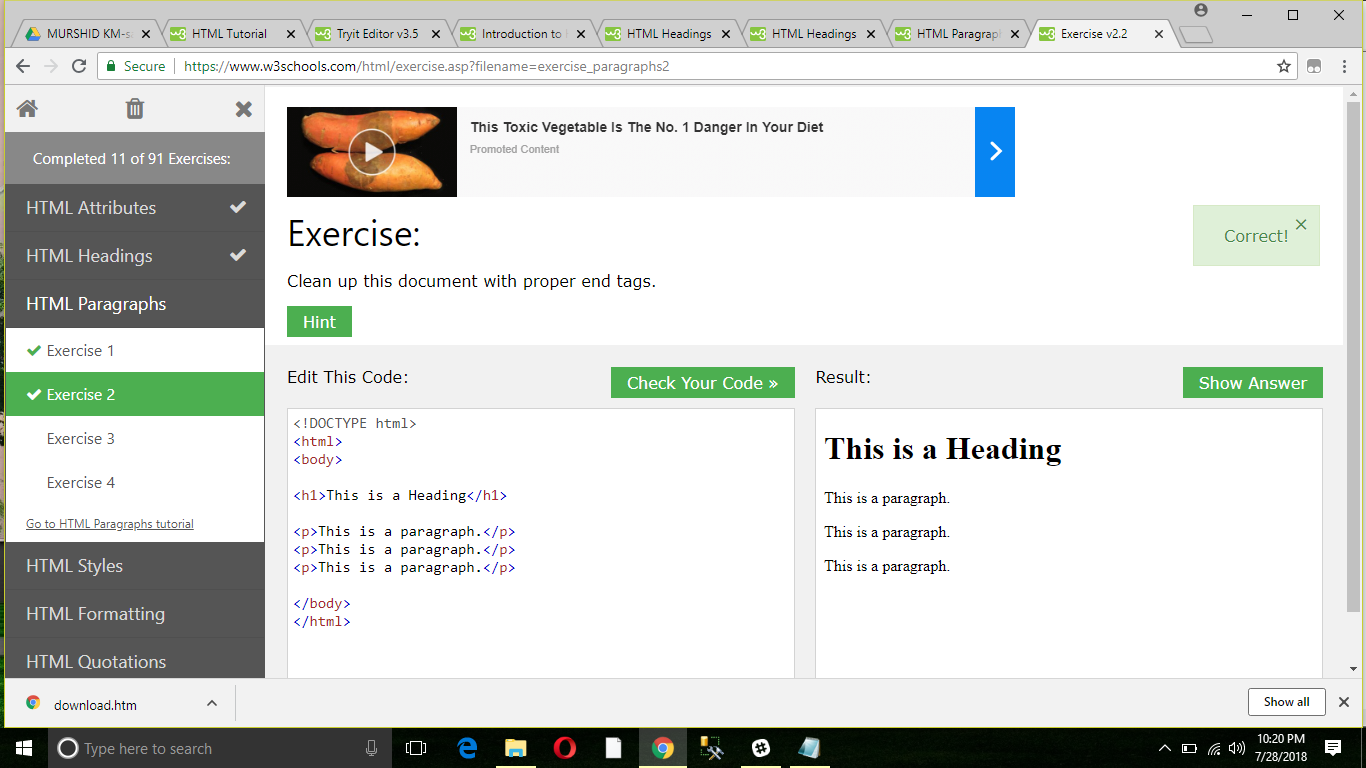 MURSHID KM-s
HTML Tutorial
Tryit Editor v3.5
Introduction to
HTML Headings
HTML Headings
HTML Paragrap
Exercise v2.2
Secure
https://www.w3schools.com/html/exercise.asp?filename=exercise_paragraphs2
Completed 11 of 91 Exercises:
HTML Attributes
HTML Headings
HTML Paragraphs
Exercise 1
Exercise 2
Exercise 3
Exercise 4
Go to HTML Paragraphs tutorial
HTML Styles
HTML Formatting
HTML Quotations
This Toxic Vegetable Is The No. 1 Danger In Your Diet
Promoted Content
Exercise:
Correct!
Clean up this document with proper end tags.
Hint
Edit This Code:
Check Your Code »
<!DOCTYPE html>
<html>
<body>
<h1>This is a Heading</h1>
<p>This is a paragraph.</p>
<p>This is a paragraph.</p>
<p>This is a paragraph.</p>
</body>
</html>
Result:
Show Answer
This is a Heading
This is a paragraph.
This is a paragraph.
This is a paragraph.
download.htm
Show all
Type here to search
10:20 PM
7/28/2018